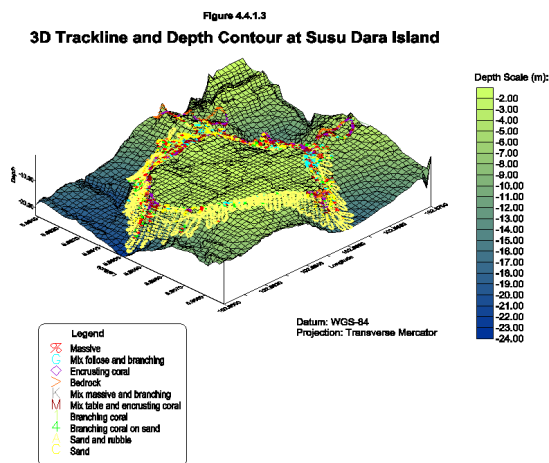 Figure 4.4.1.3
3D Trackline and Depth Contour at Susu Dara Island
Depth Scale (m):
-2.00
-3.00
-4.00
-5.00
-6.00
-7.00
-8.00
-9.00
-10.00
-11.00
-12.00
-13.00
-14.00
-15.00
-16.00
-17.00
-18.00
-19.00
-20.00
-21.00
-22.00
-23.00
-24.00
Depth
Longitude
Datum: WGS-84
Projection: Transverse Mercator
Legend
Massive
Mix foliose and branching
Encrusting coral
Bedrock
Mix massive and branching
Mix table and encrusting coral
Branching coral
Branching coral on sand
Sand and rubble
Sand